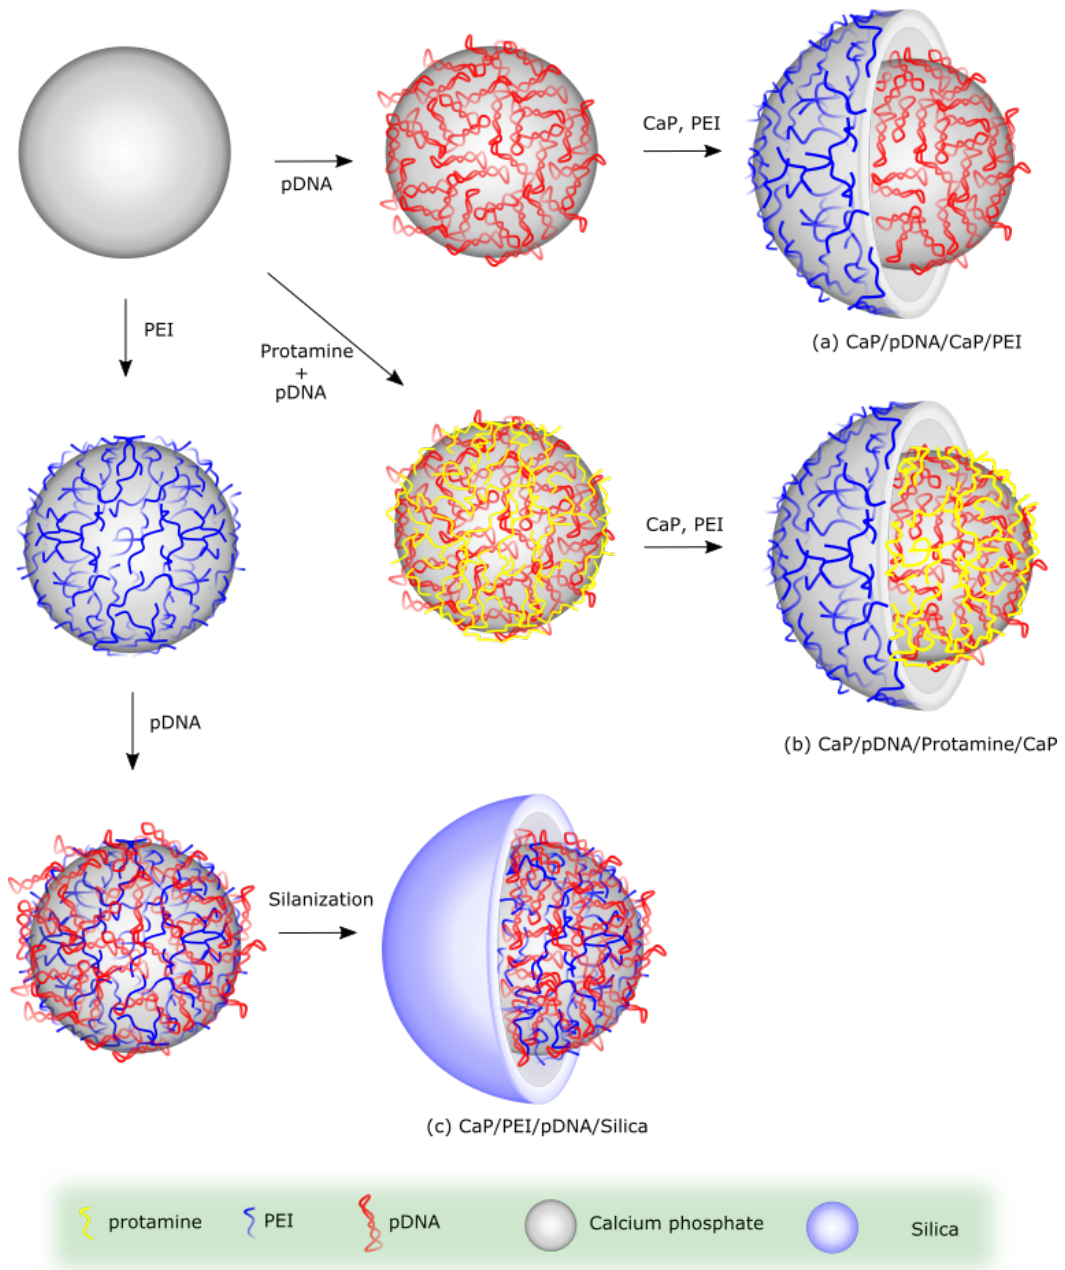 pDNA
CaP, PEI
(a) CaP/pDNA/CaP/PEI
PEI
Protamine
+
pDNA
CaP, PEI
(b) CaP/pDNA/Protamine/CaP
pDNA
Silanization
(c) CaP/PEI/pDNA/Silica
protamine
PEI
pDNA
Calcium phosphate
Silica